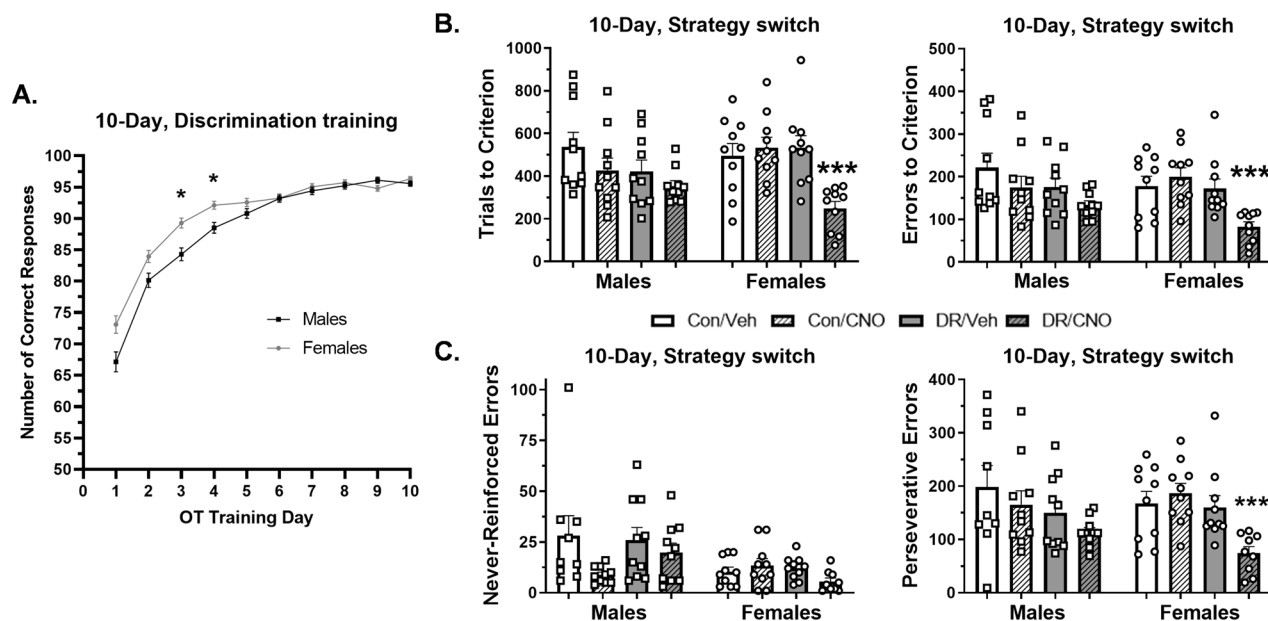 A.
10-Day, Discrimination training
Number of Correct Responses
100
95
90
85
80
75
70
65
60
55
50
*
*
Males
Females
0 1 2 3 4 5 6 7 8 9 10
OT Training Day
B.
10-Day, Strategy switch
Trials to Criterion
1000
800
600
400
200
0
***
Males Females
10-Day, Strategy switch
Errors to Criterion
500
400
300
200
100
0
***
Males Females
Con/Veh Con/CNO DR/Veh DR/CNO
C.
10-Day, Strategy switch
Never-Reinforced Errors
100
75
50
25
0
Males Females
10-Day, Strategy switch
Perseverative Errors
400
300
200
100
0
***
Males Females